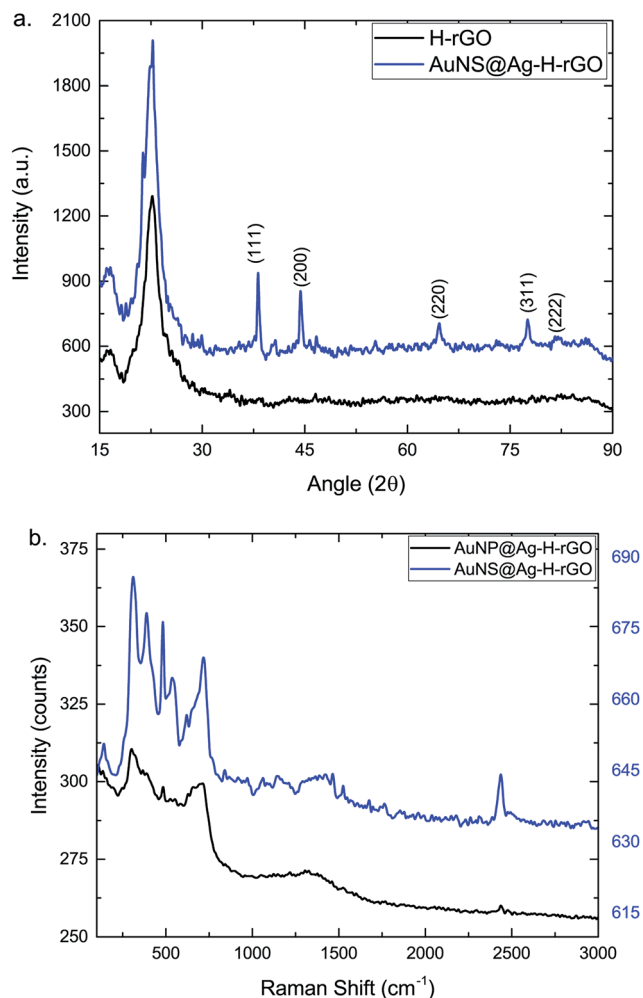 a.
2100
1800
1500
1200
900
600
300
Intensity (a.u.)
H-rGO
AuNS@Ag-H-rGO
(111)
(200)
(220)
(311)
(222)
15 30 45 60 75 90
Angle (2θ)
b.
375
350
325
300
275
250
Intensity (counts)
AuNP@Ag-H-rGO
AuNS@Ag-H-rGO
690
675
660
645
630
615
500 1000 1500 2000 2500 3000
Raman Shift (cm⁻¹)